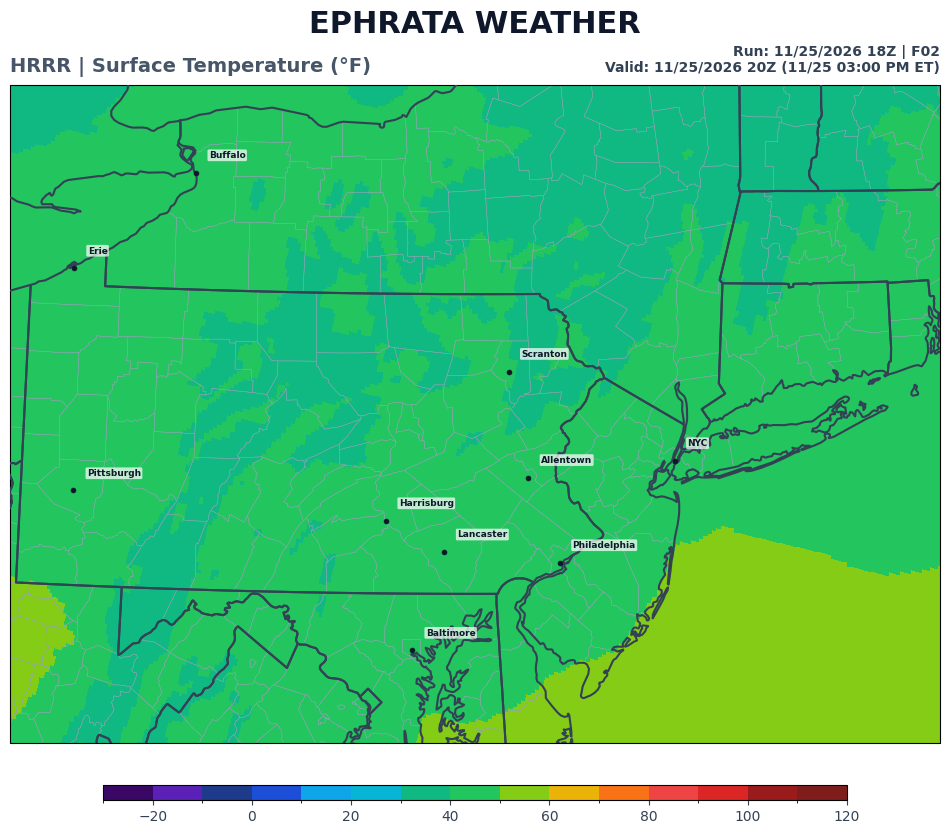 EPHRATA WEATHER
HRRR | Surface Temperature (°F)
Run: 11/25/2026 18Z | F02
Valid: 11/25/2026 20Z (11/25 03:00 PM ET)
Buffalo
Erie
Scranton
NYC
Allentown
Pittsburgh
Harrisburg
Lancaster
Philadelphia
Baltimore
−20 0 20 40 60 80 100 120